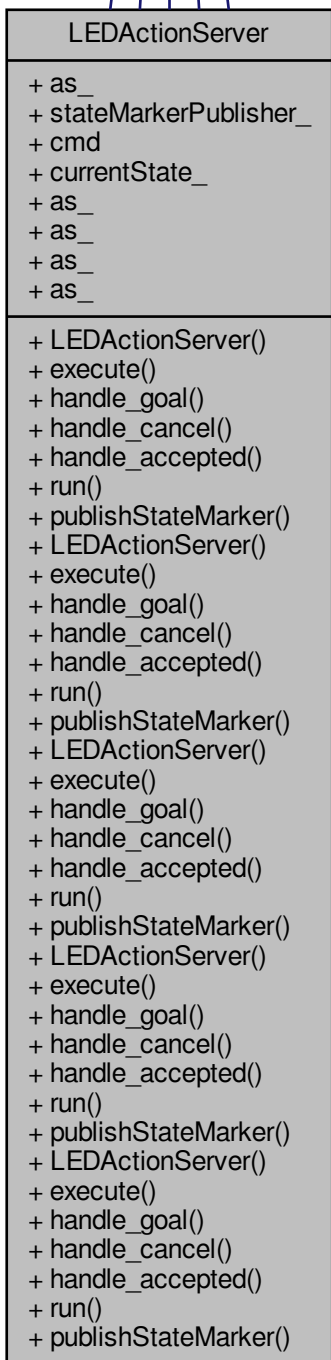 LEDActionServer
+ as_
+ stateMarkerPublisher_
+ cmd
+ currentState_
+ as_
+ as_
+ as_
+ as_
+ LEDActionServer()
+ execute()
+ handle_goal()
+ handle_cancel()
+ handle_accepted()
+ run()
+ publishStateMarker()
+ LEDActionServer()
+ execute()
+ handle_goal()
+ handle_cancel()
+ handle_accepted()
+ run()
+ publishStateMarker()
+ LEDActionServer()
+ execute()
+ handle_goal()
+ handle_cancel()
+ handle_accepted()
+ run()
+ publishStateMarker()
+ LEDActionServer()
+ execute()
+ handle_goal()
+ handle_cancel()
+ handle_accepted()
+ run()
+ publishStateMarker()
+ LEDActionServer()
+ execute()
+ handle_goal()
+ handle_cancel()
+ handle_accepted()
+ run()
+ publishStateMarker()